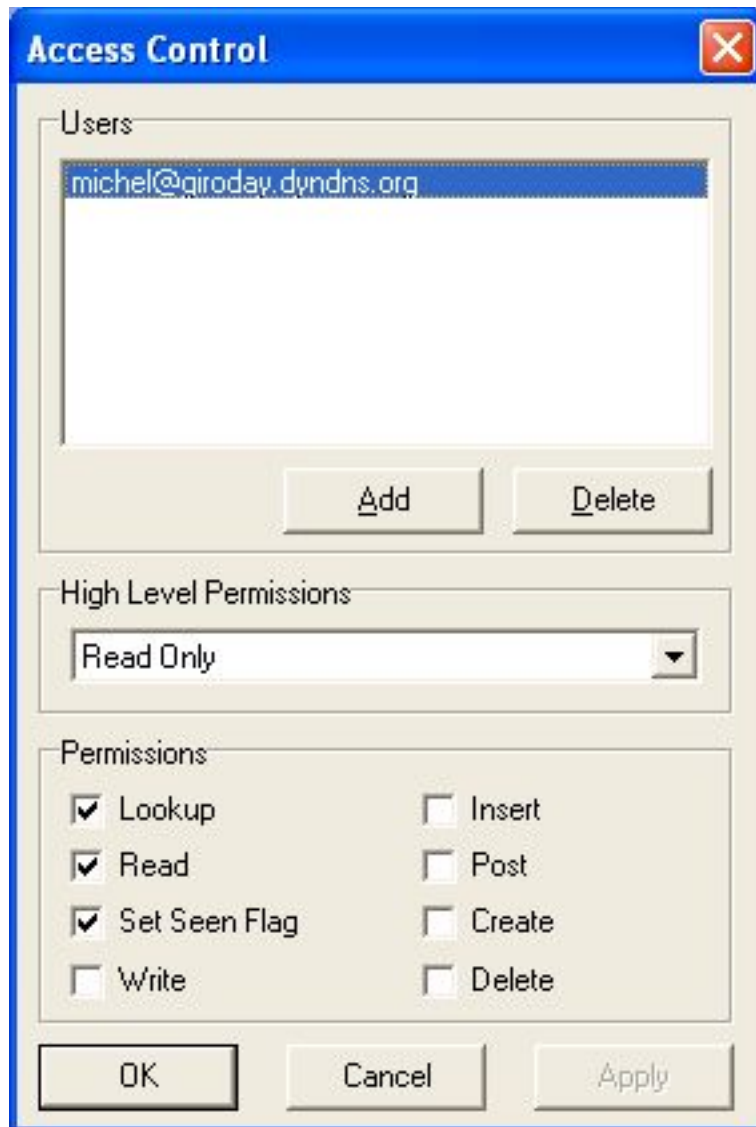 Access Control
Users
michel@giroday.dyndns.org
Add Delete
High Level Permissions
Read Only
Permissions
Lookup Insert
Read Post
Set Seen Flag Create
Write Delete
OK Cancel Apply